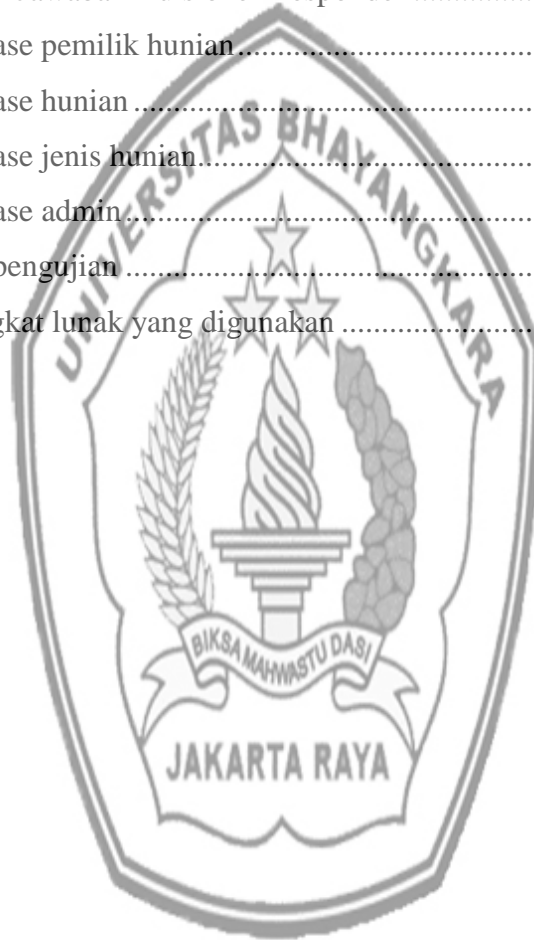 ase pemilik hunian..............................
ase hunian ..........................................
ase jenis hunian................................
ase admin............................................
pengujian ............................................
gkat lunak yang digunakan ......................
UNIVERSITAS BHAYANGKARA
BIKSA MAHWASTU DASI
JAKARTA RAYA